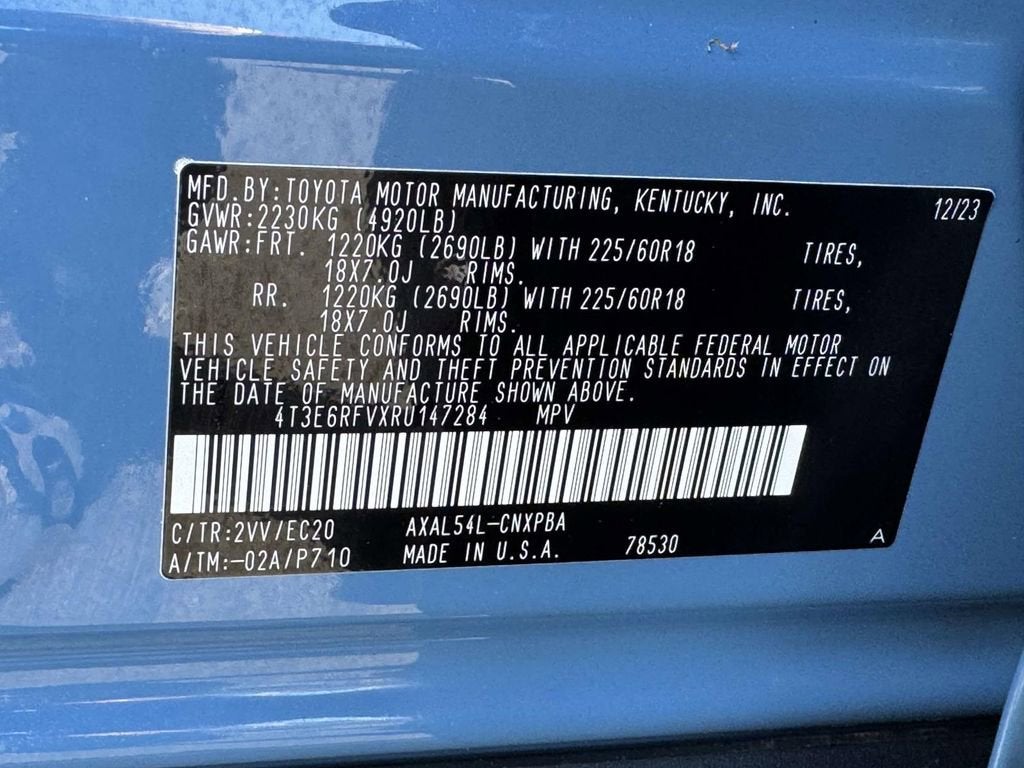 MFD.BY:TOYOTA MOTOR MANUFACTURING, KENTUCKY, INC. 12/23
GVWR:2230KG (4920LB)
GAWR:FRT. 1220KG (2690LB) WITH 225/60R18 TIRES,
18X7.0J RIMS.
RR. 1220KG (2690LB) WITH 225/60R18 TIRES,
18X7.0J RIMS.
THIS VEHICLE CONFORMS TO ALL APPLICABLE FEDERAL MOTOR
VEHICLE SAFETY AND THEFT PREVENTION STANDARDS IN EFFECT ON
THE DATE OF MANUFACTURE SHOWN ABOVE.
4T3E6RFVXRU147284 MPV
C/TR:2VV/EC20 AXAL54L-CNXPBA
A/TM:-02A/P710 MADE IN U.S.A. 78530 A